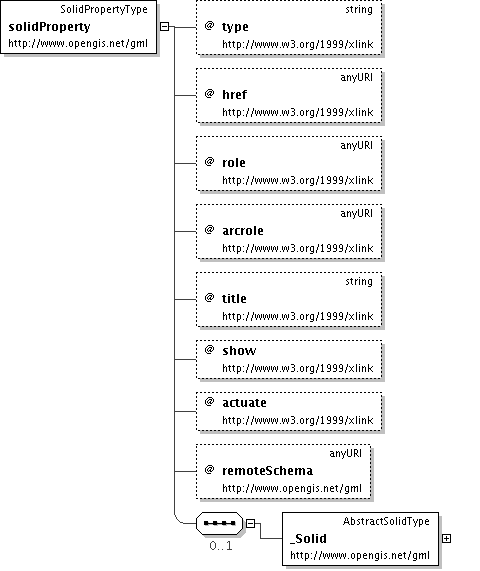 SolidPropertyType
solidProperty
http://www.opengis.net/gml
string
@ type
http://www.w3.org/1999/xlink
anyURI
@ href
http://www.w3.org/1999/xlink
anyURI
@ role
http://www.w3.org/1999/xlink
anyURI
@ arcrole
http://www.w3.org/1999/xlink
string
@ title
http://www.w3.org/1999/xlink
@ show
http://www.w3.org/1999/xlink
@ actuate
http://www.w3.org/1999/xlink
anyURI
@ remoteSchema
http://www.opengis.net/gml
0..1
AbstractSolidType
_Solid
http://www.opengis.net/gml